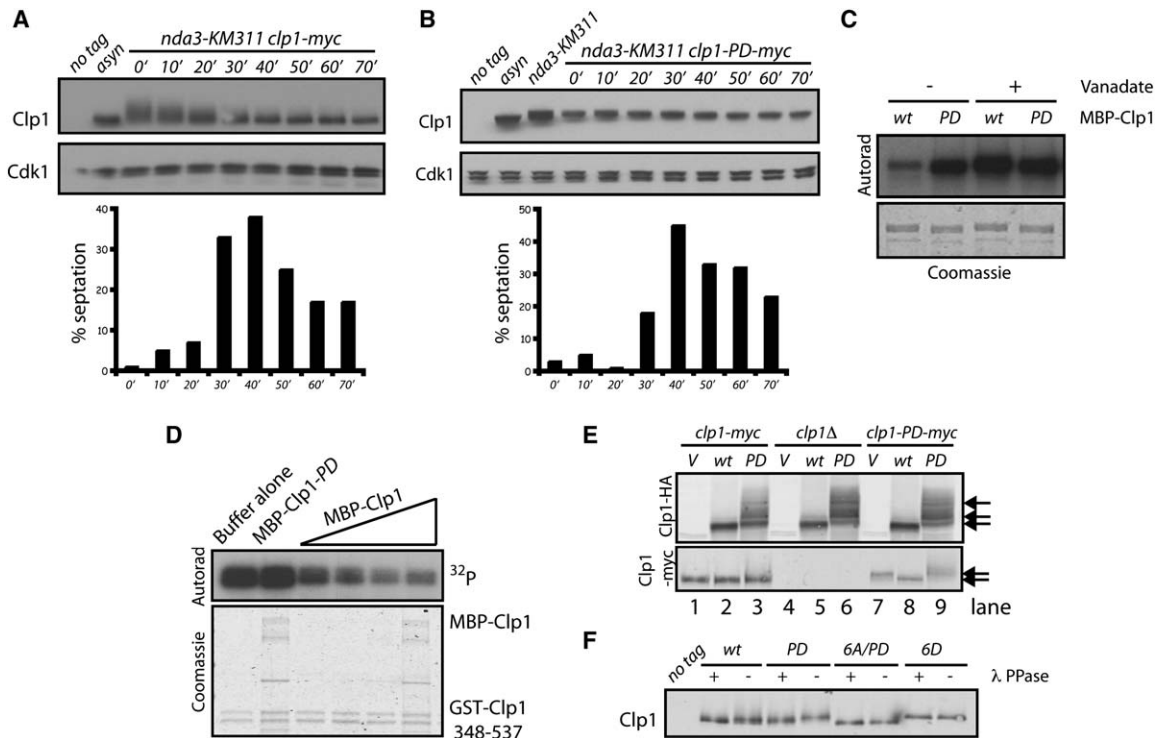 A
no tag
asyn
nda3-KM311 clp1-myc
0' 10' 20' 30' 40' 50' 60' 70'
Clp1
Cdk1
% septation
40
30
20
10
0
0' 10' 20' 30' 40' 50' 60' 70'
B
no tag
asyn
nda3-KM311
nda3-KM311 clp1-PD-myc
0' 10' 20' 30' 40' 50' 60' 70'
Clp1
Cdk1
% septation
50
40
30
20
10
0
0' 10' 20' 30' 40' 50' 60' 70'
C
- + Vanadate
wt PD wt PD MBP-Clp1
Autorad
Coomassie
D
Buffer alone
MBP-Clp1-PD
MBP-Clp1
Autorad
32P
Coomassie
MBP-Clp1
GST-Clp1
348-537
E
clp1-myc clp1Δ clp1-PD-myc
V wt PD V wt PD V wt PD
Clp1-HA
Clp1
-myc
1 2 3 4 5 6 7 8 9 lane
F
no tag
wt PD 6A/PD 6D
+ - + - + - + - λ PPase
Clp1